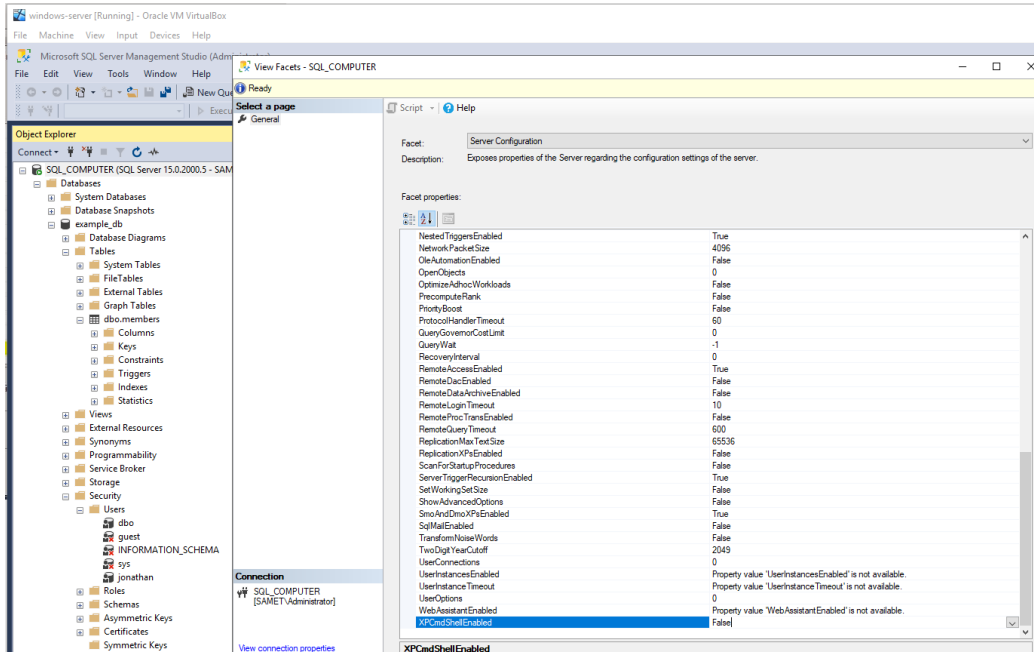 windows-server [Running] - Oracle VM VirtualBox
File Machine View Input Devices Help
Microsoft SQL Server Management Studio (Adm
File Edit View Tools Window Help
New Que
Execu
Object Explorer
Connect
SQL_COMPUTER (SQL Server 15.0.2000.5 - SAM
Databases
System Databases
Database Snapshots
example_db
Database Diagrams
Tables
System Tables
FileTables
External Tables
Graph Tables
dbo.members
Columns
Keys
Constraints
Triggers
Indexes
Statistics
Views
External Resources
Synonyms
Programmability
Service Broker
Storage
Security
Users
dbo
guest
INFORMATION_SCHEMA
sys
jonathan
Roles
Schemas
Asymmetric Keys
Certificates
Symmetric Keys
View Facets - SQL_COMPUTER
Ready
Select a page
General
Connection
SQL_COMPUTER
[SAMET\Administrator]
View connection properties
Script Help
Facet: Server Configuration
Description: Exposes properties of the Server regarding the configuration settings of the server.
Facet properties:
NestedTriggersEnabled True
NetworkPacketSize 4096
OleAutomationEnabled False
OpenObjects 0
OptimizeAdhocWorkloads False
PrecomputeRank False
PriorityBoost False
ProtocolHandlerTimeout 60
QueryGovernorCostLimit 0
QueryWait -1
RecoveryInterval 0
RemoteAccessEnabled True
RemoteDacEnabled False
RemoteDataArchiveEnabled False
RemoteLoginTimeout 10
RemoteProcTransEnabled False
RemoteQueryTimeout 600
ReplicationMaxTextSize 65536
ReplicationXPsEnabled False
ScanForStartupProcedures False
ServerTriggerRecursionEnabled True
SetWorkingSetSize False
ShowAdvancedOptions False
SmoAndDmoXPsEnabled True
SqlMailEnabled False
TransformNoiseWords False
TwoDigitYearCutoff 2049
UserConnections 0
UserInstancesEnabled Property value 'UserInstancesEnabled' is not available.
UserInstanceTimeout Property value 'UserInstanceTimeout' is not available.
UserOptions 0
WebAssistantEnabled Property value 'WebAssistantEnabled' is not available.
XPCmdShellEnabled False
XPCmdShellEnabled